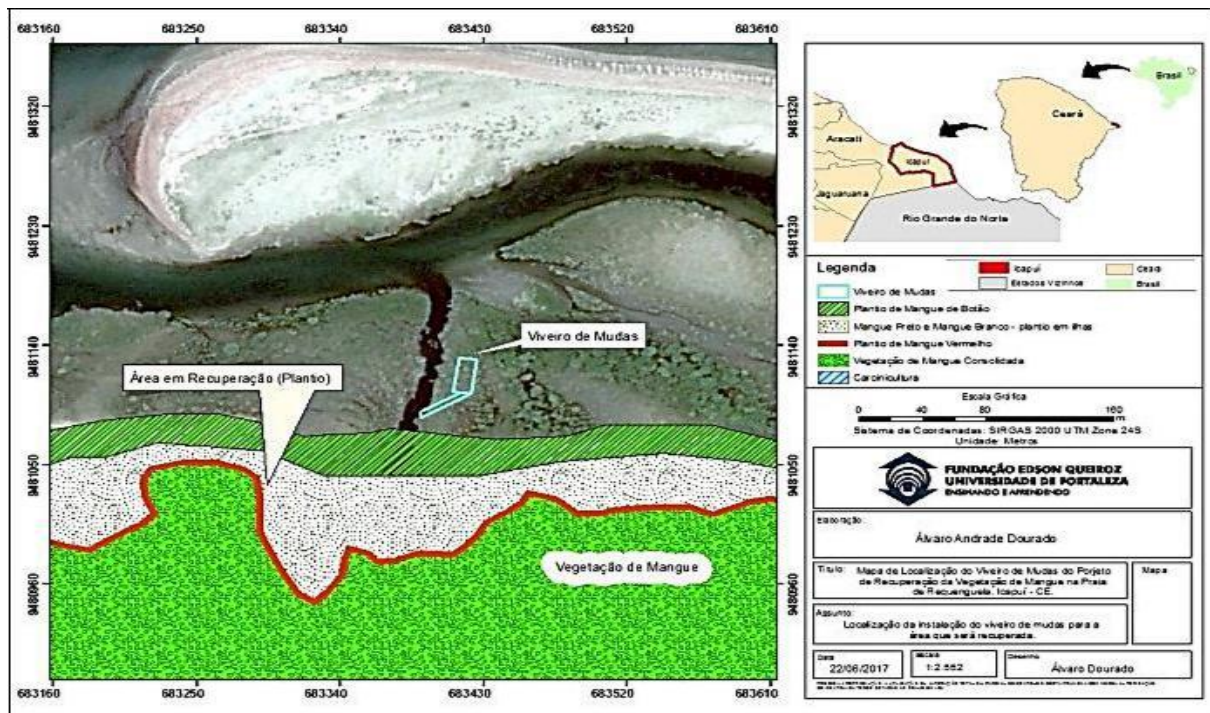 683160 683250 683340 683430 683520 683610
9481320
9481230
9481140
9481050
9480960
Viveiro de Mudas
Área em Recuperação (Plantio)
Vegetação de Mangue
683160 683250 683340 683430 683520 683610
9481320
9481230
9481140
9481050
9480960
Brasil
Ceará
Aracati
Icapuí
Jaguaruana
Rio Grande do Norte
Legenda
Icapuí
Ceará
Estados Vizinhos
Brasil
Viveiro de Mudas
Plantio de Mangue de Botão
Mangue Preto e Mangue Branco - plantio em ilhas
Plantio de Mangue Vermelho
Vegetação de Mangue Consolidada
Carcinicultura
Escala Gráfica
0 40 80 160
m
Sistema de Coordenadas: SIRGAS 2000 UTM Zone 24S
Unidade: Metros
FUNDAÇÃO EDSON QUEIROZ
UNIVERSIDADE DE FORTALEZA
ENSINANDO E APRENDENDO
Elaboração:
Álvaro Andrade Dourado
Título: Mapa de Localização do Viveiro de Mudas do Porjeto
de Recuperação da Vegetação de Mangue na Praia
de Requenguela, Icapuí - CE.
Mapa
Assunto:
Localização da instalação do viveiro de mudas para a
área que será recuperada.
Data
22/06/2017
Escala
1:2.562
Desenho
Álvaro Dourado